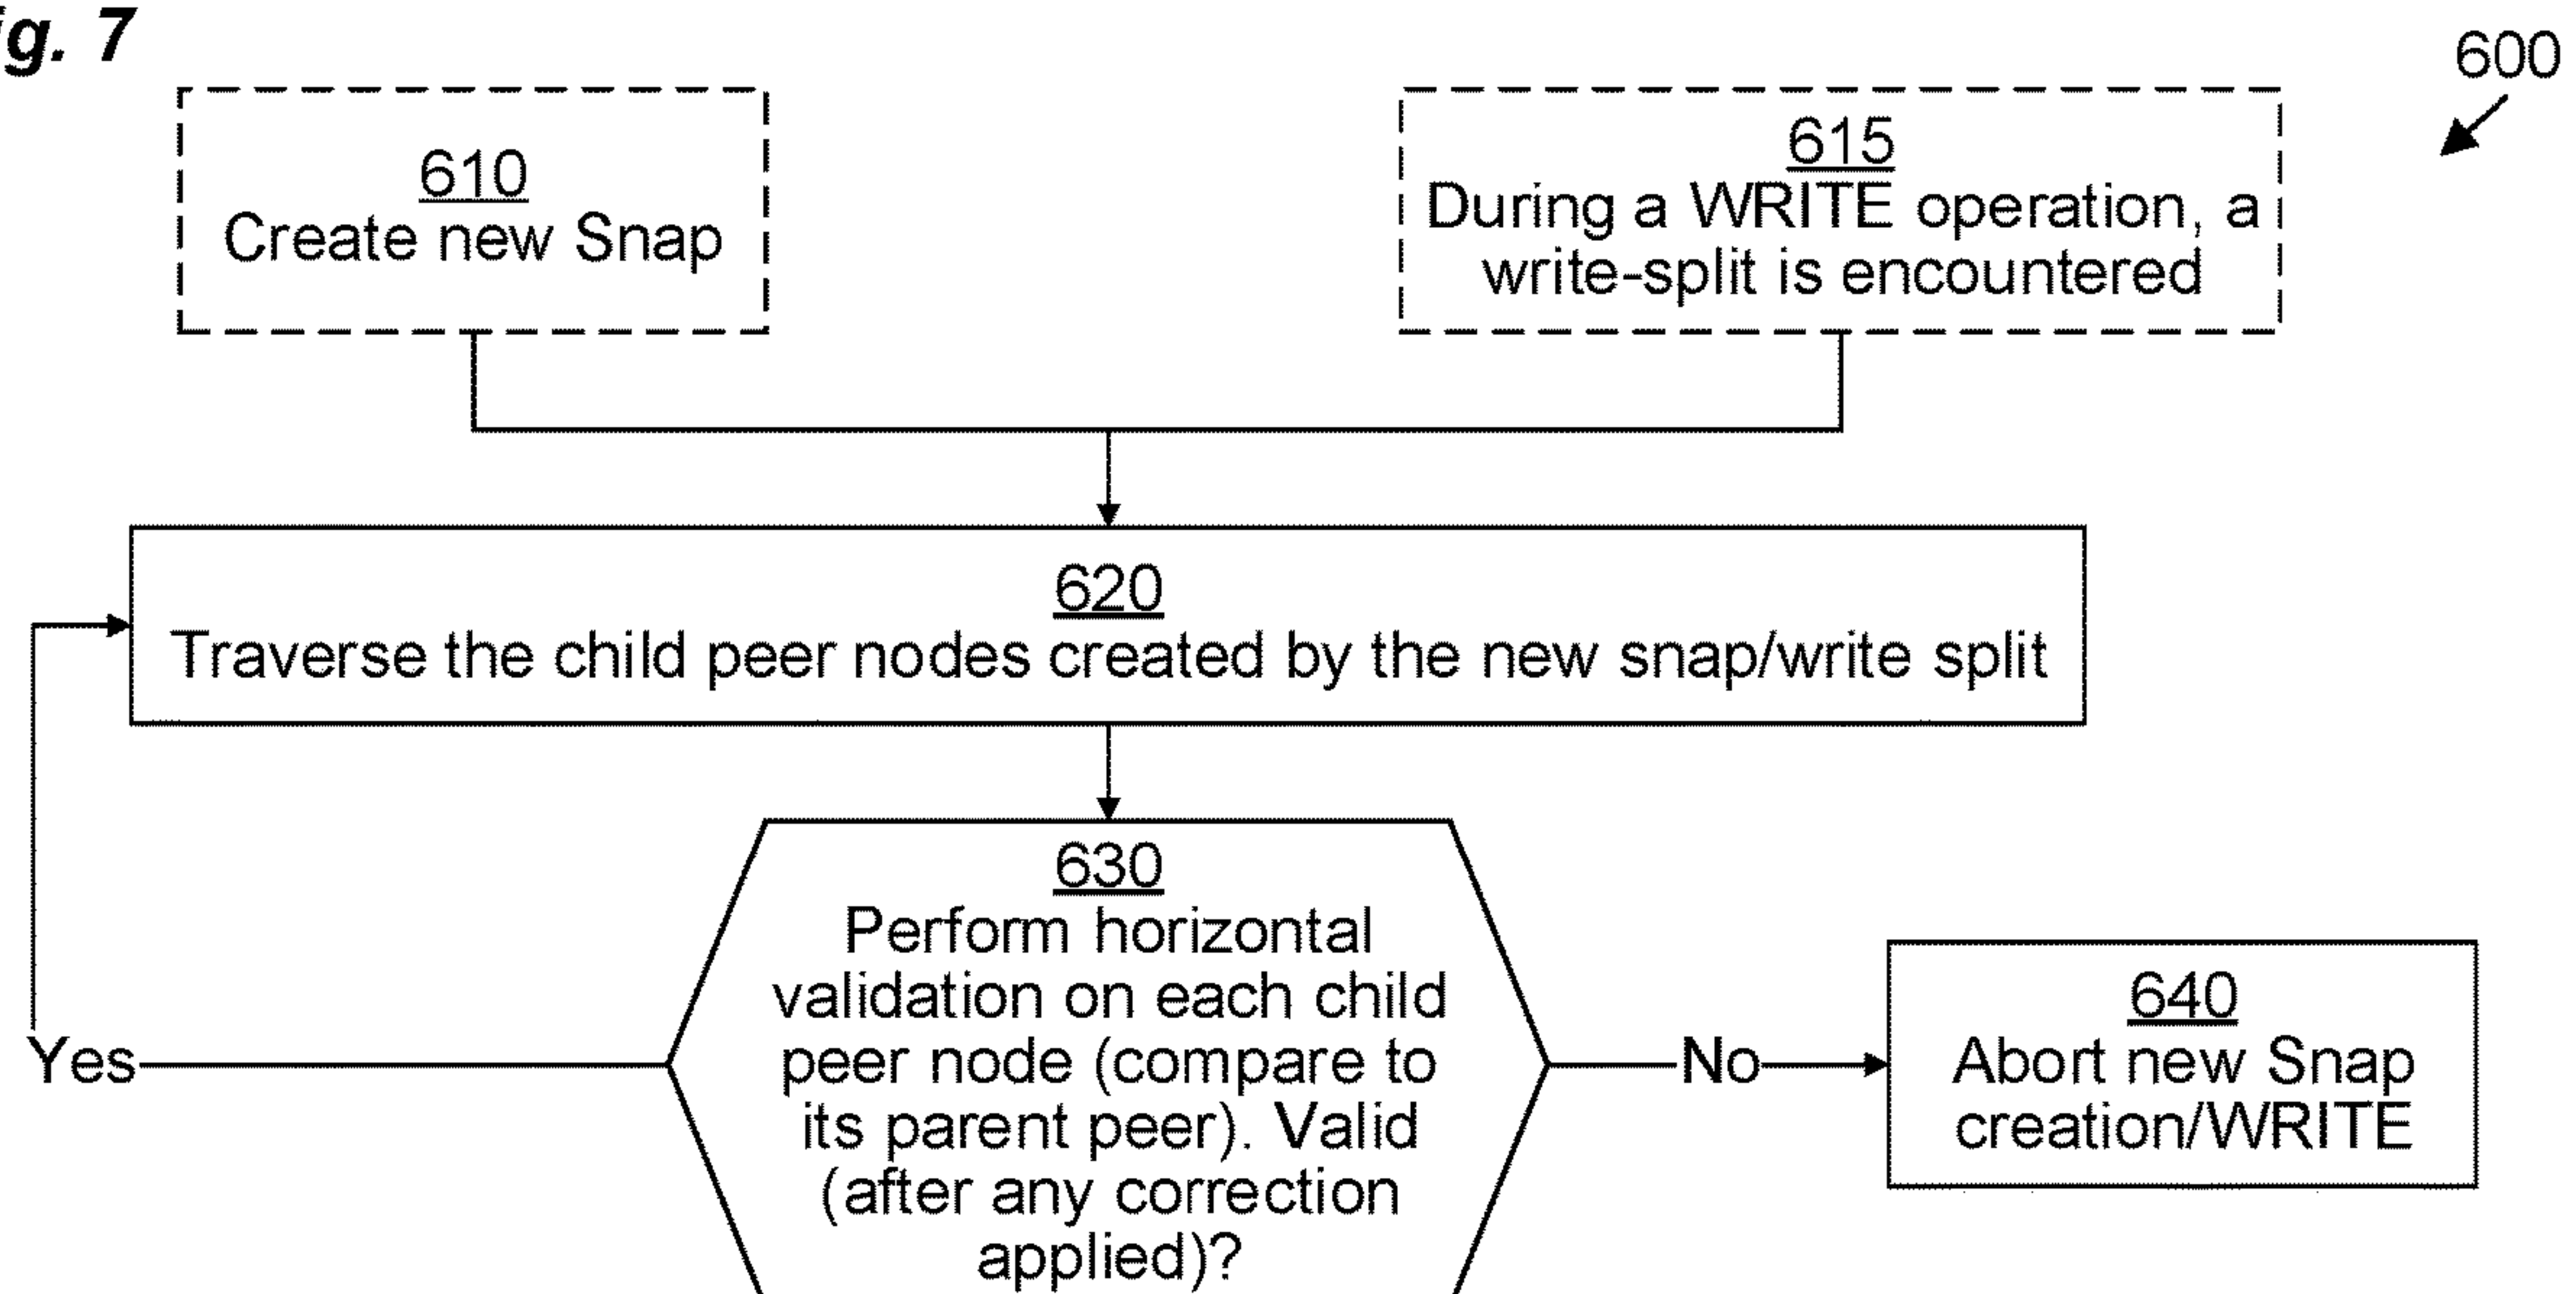 ig. 7
600
610
Create new Snap
615
During a WRITE operation, a
write-split is encountered
620
Traverse the child peer nodes created by the new snap/write split
630
Perform horizontal
validation on each child
peer node (compare to
its parent peer). Valid
(after any correction
applied)?
Yes
No
640
Abort new Snap
creation/WRITE